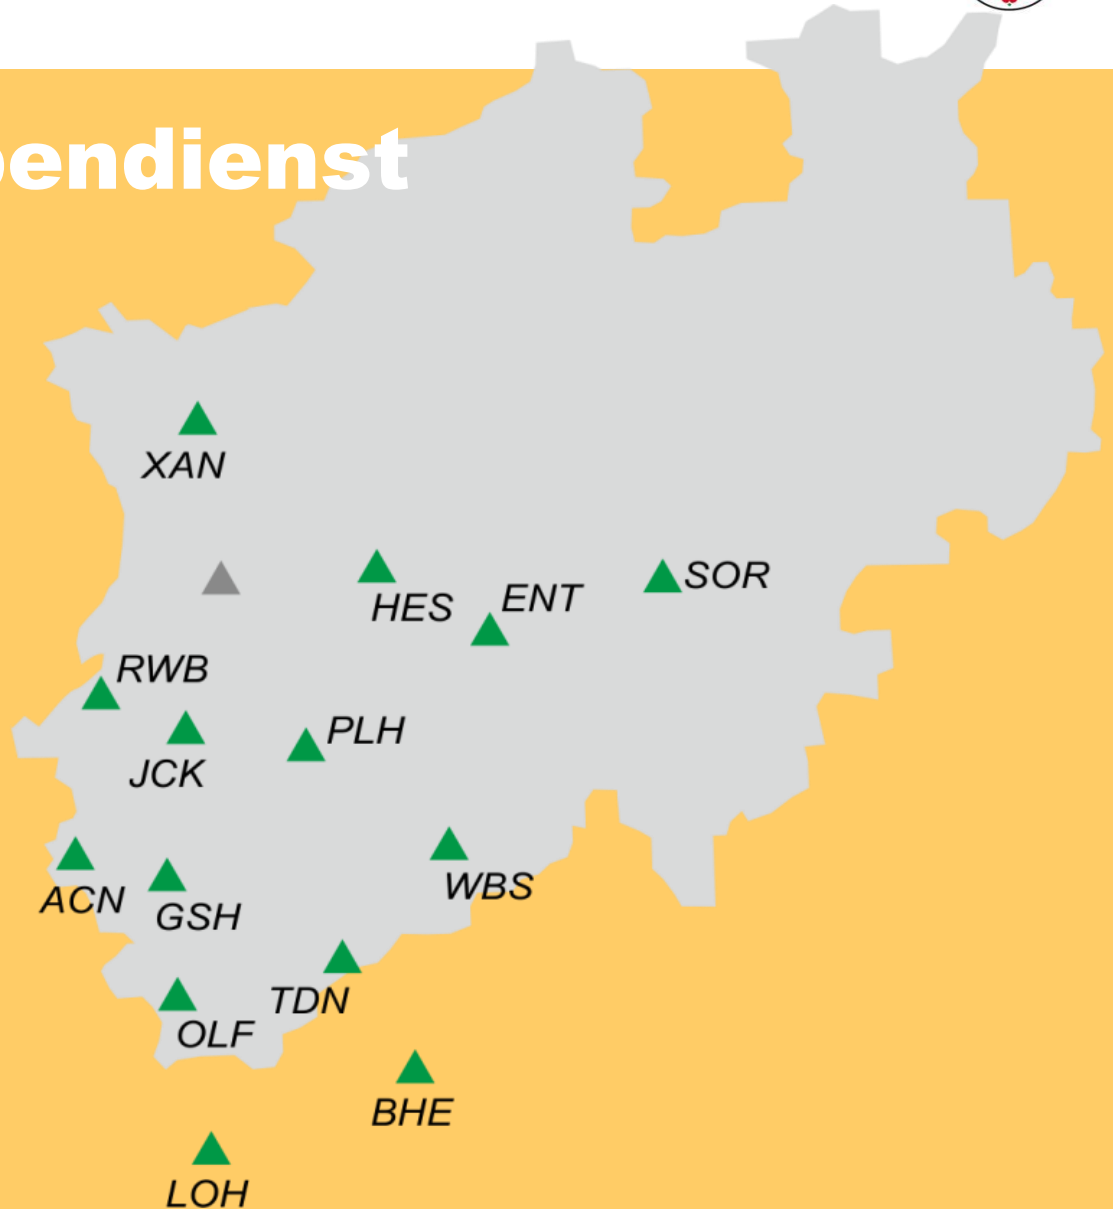 endienst
XAN
HES
ENT
SOR
RWB
JCK
PLH
ACN
GSH
WBS
TDN
OLF
BHE
LOH